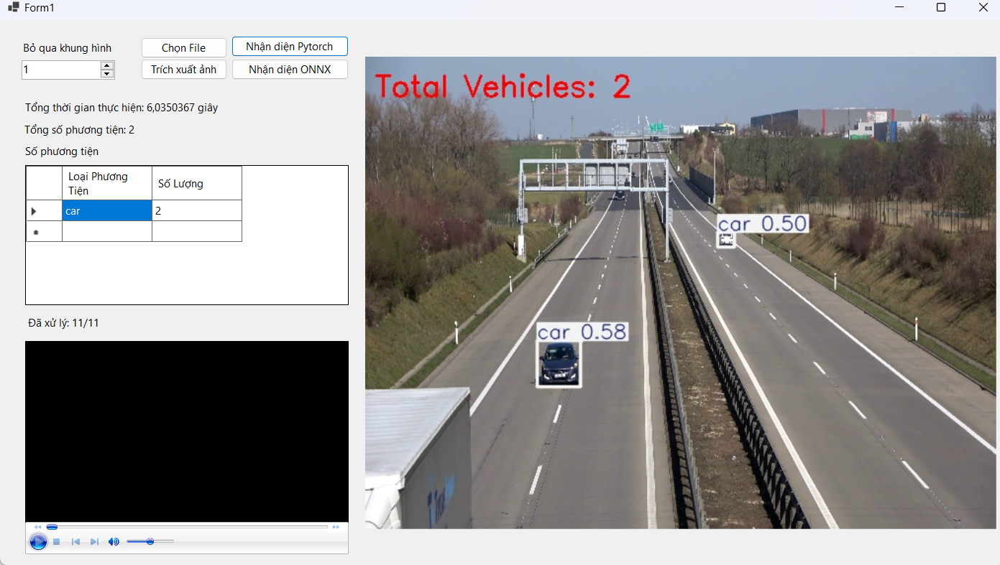 Form1
Bỏ qua khung hình
1
Chọn File
Nhận diện Pytorch
Trích xuất ảnh
Nhận diện ONNX
Tổng thời gian thực hiện: 6,0350367 giây
Tổng số phương tiện: 2
Số phương tiện
Loại Phương
Tiện
Số Lượng
car
2
Đã xử lý: 11/11
Total Vehicles: 2
car 0.50
car 0.58